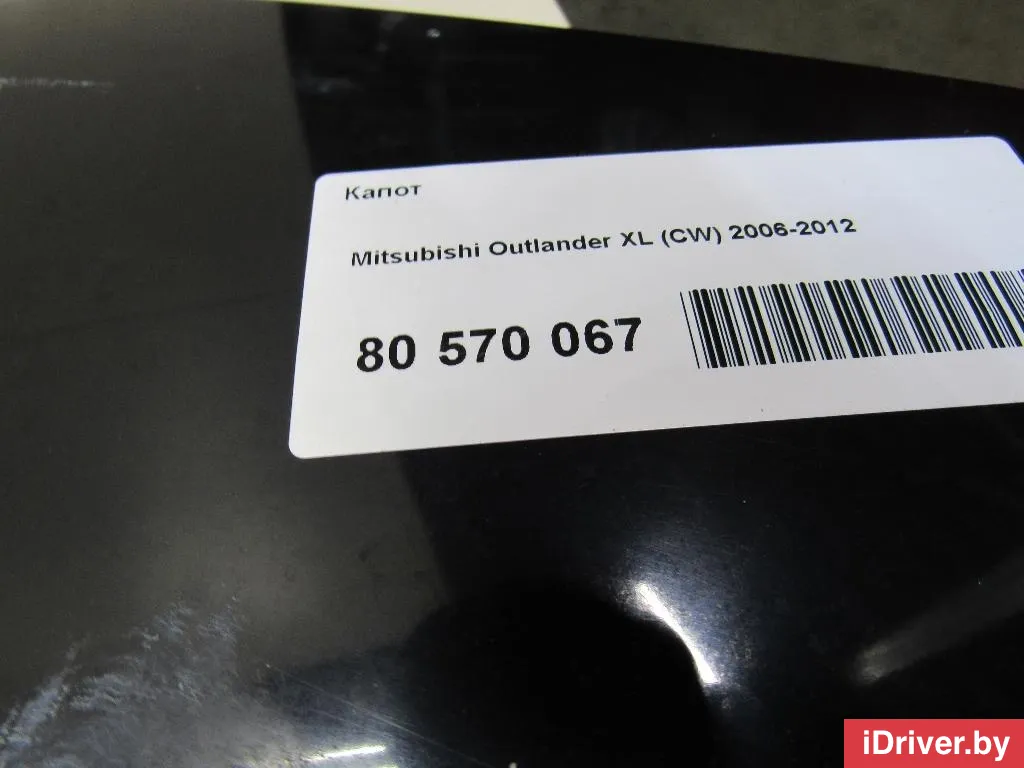 Капот
Mitsubishi Outlander XL (CW) 2006-2012
80 570 067
iDriver.by